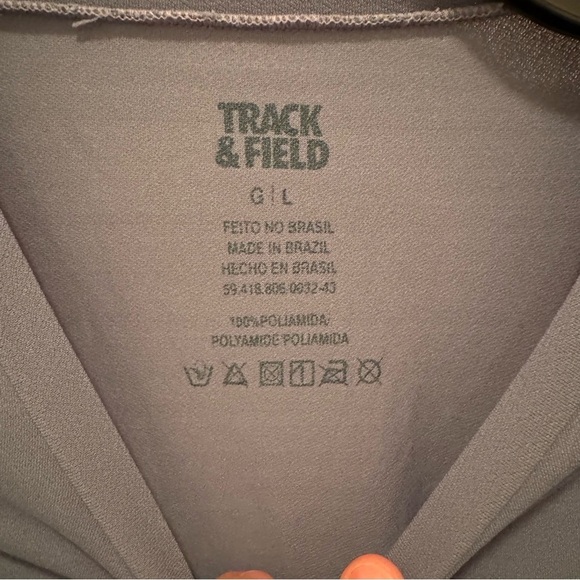 TRACK
& FIELD
G | L
FEITO NO BRASIL
MADE IN BRAZIL
HECHO EN BRASIL
59.418.806.0032-43
100%POLIAMIDA/
POLYAMIDE/POLIAMIDA